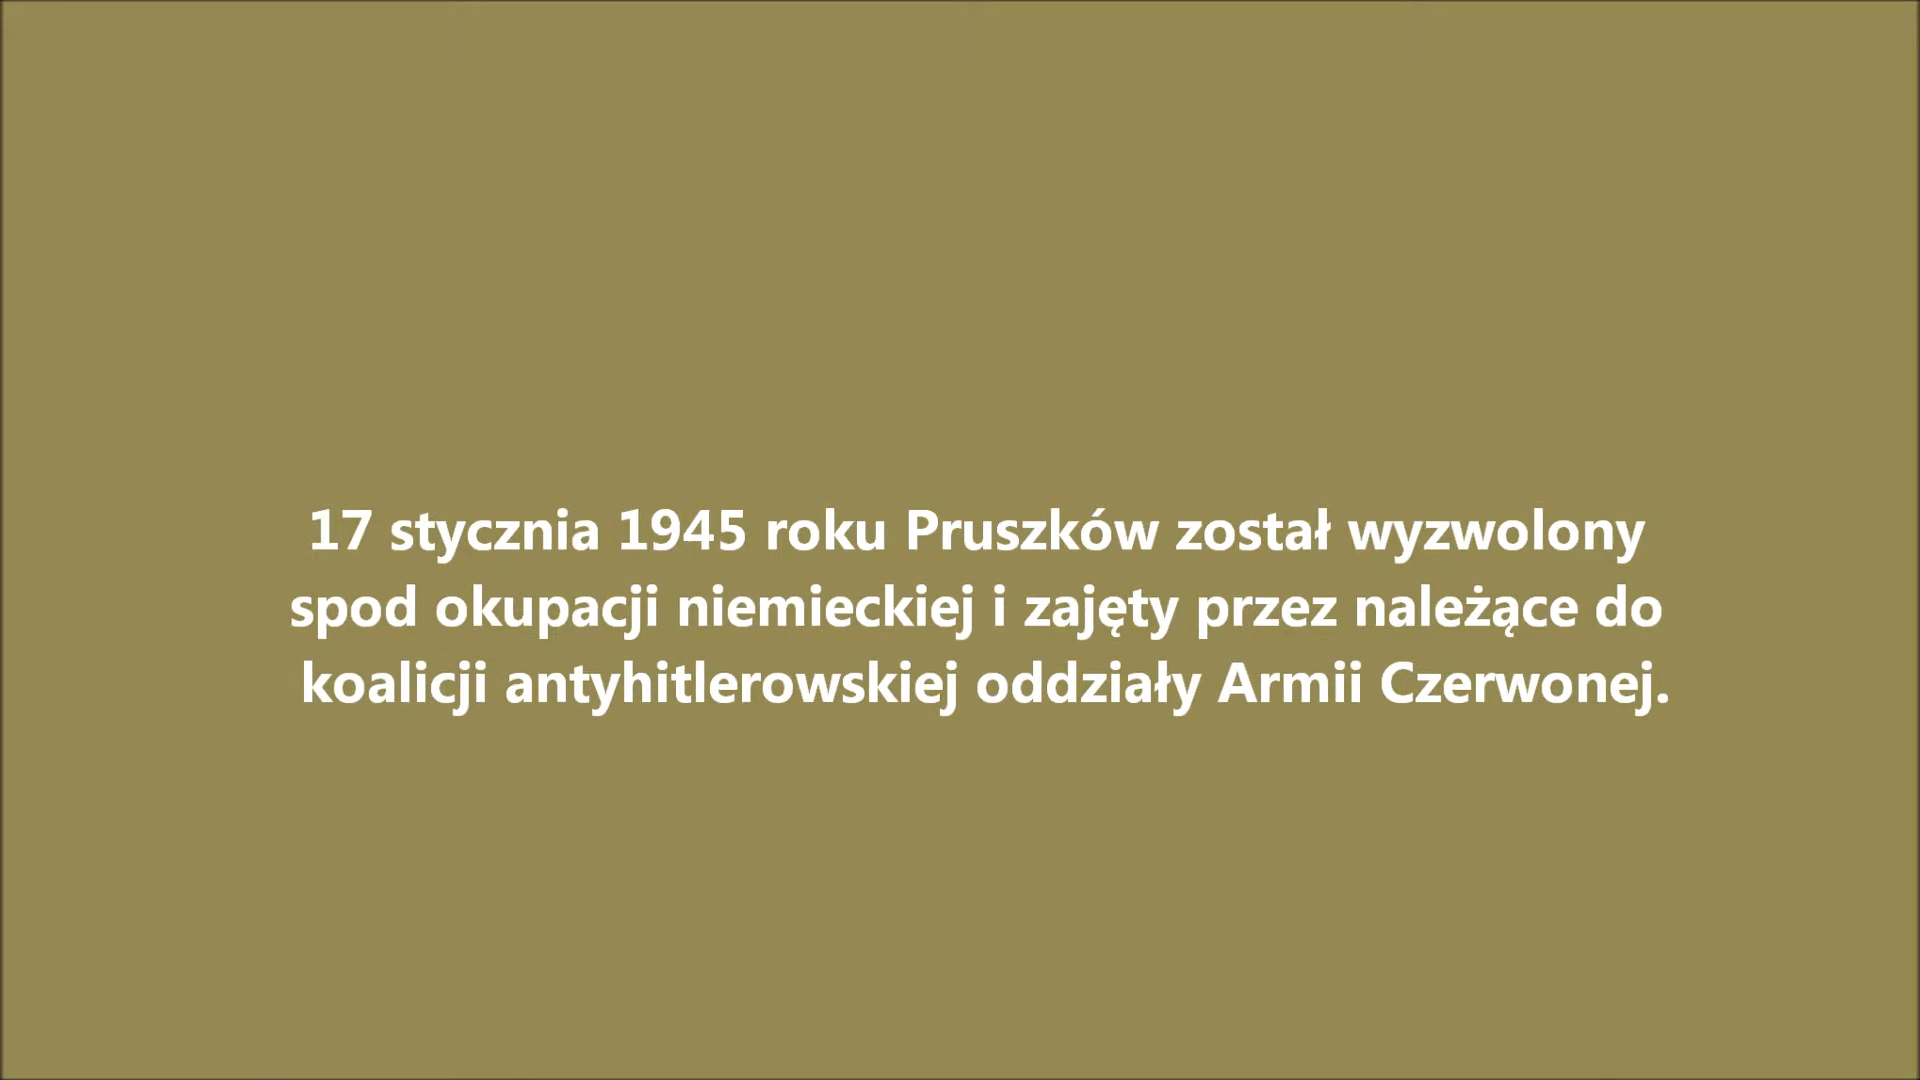 17 stycznia 1945 roku Pruszków został wyzwolony
spod okupacji niemieckiej i zajęty przez należące do
koalicji antyhitlerowskiej oddziały Armii Czerwonej.